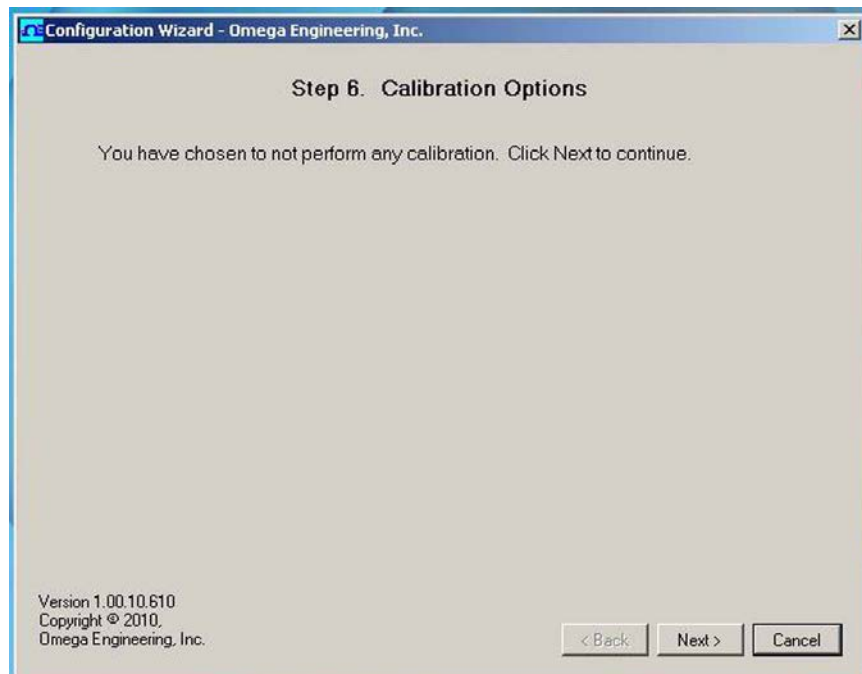 Configuration Wizard - Omega Engineering, Inc.
Step 6. Calibration Options
You have chosen to not perform any calibration. Click Next to continue.
Version 1.00.10.610
Copyright © 2010,
Omega Engineering, Inc.
< Back Next > Cancel